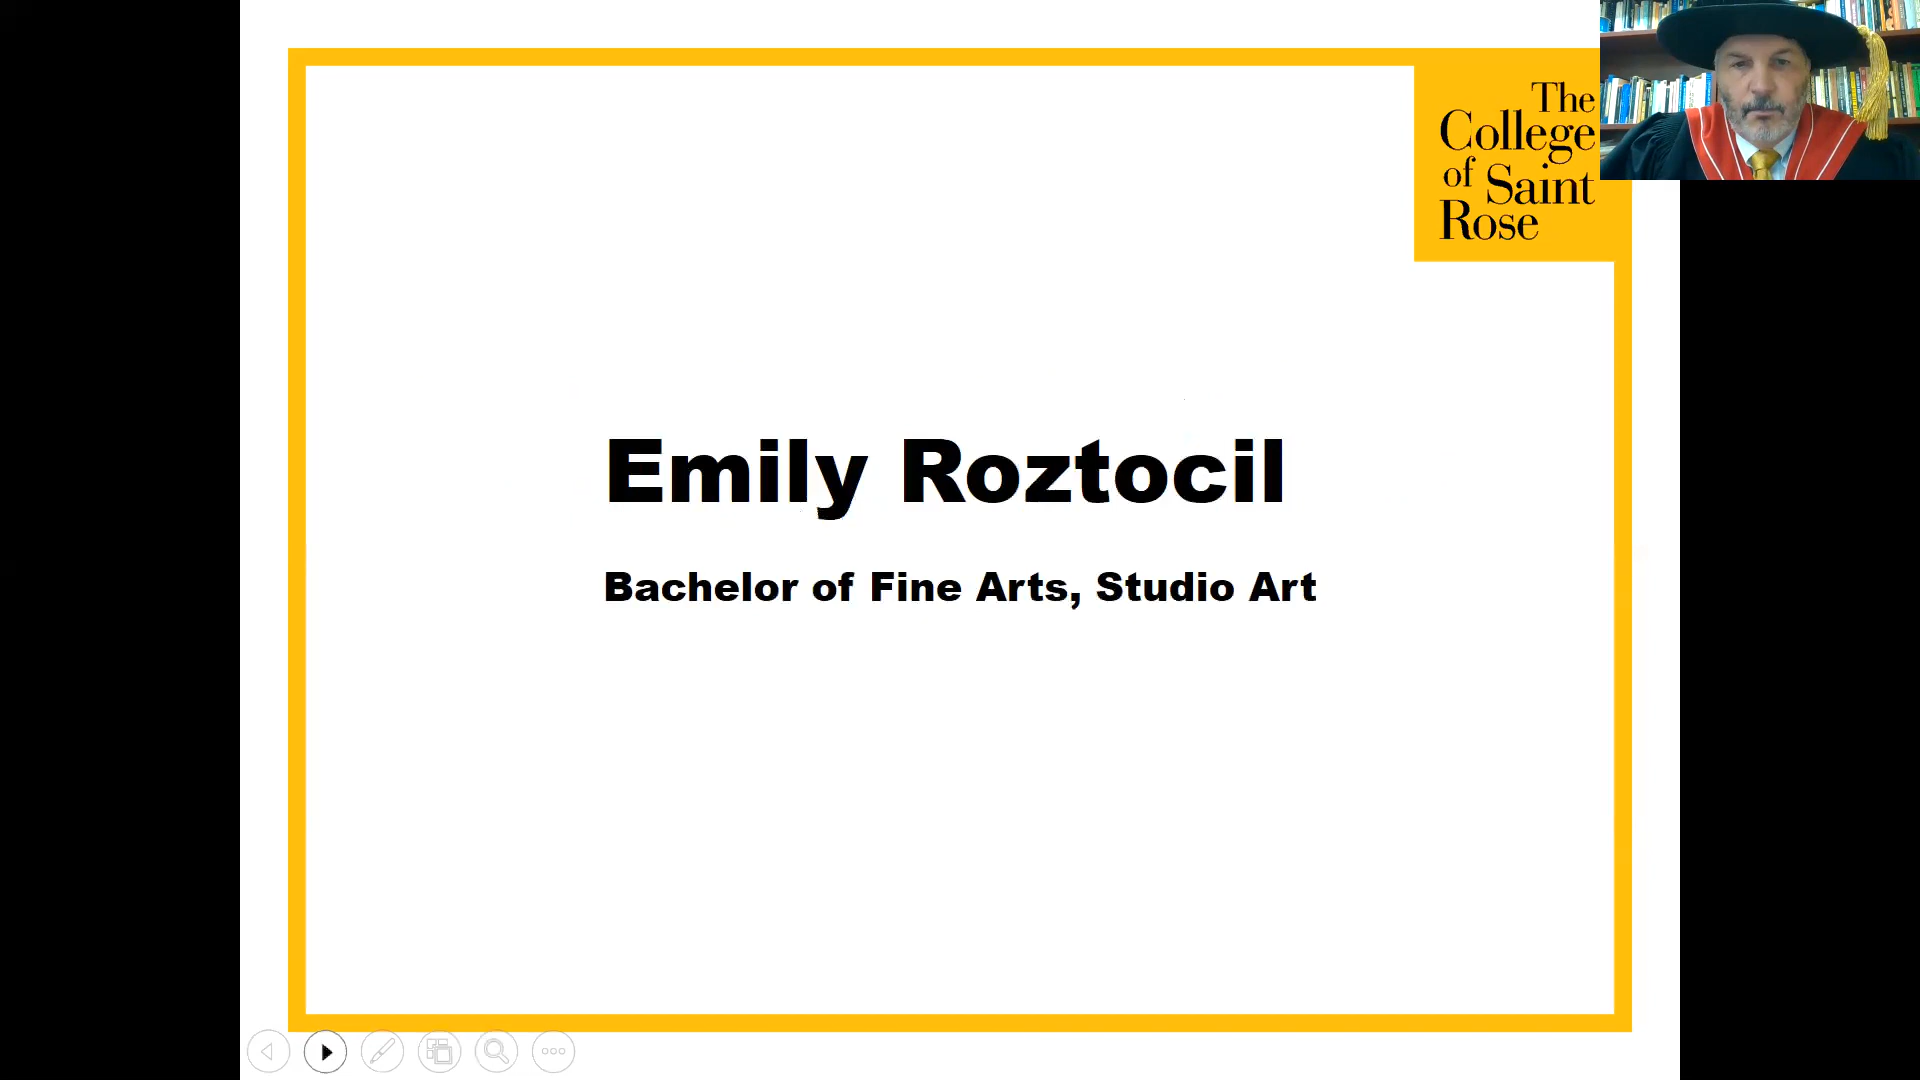 The
College
of Saint
Rose
Emily Roztocil
Bachelor of Fine Arts, Studio Art